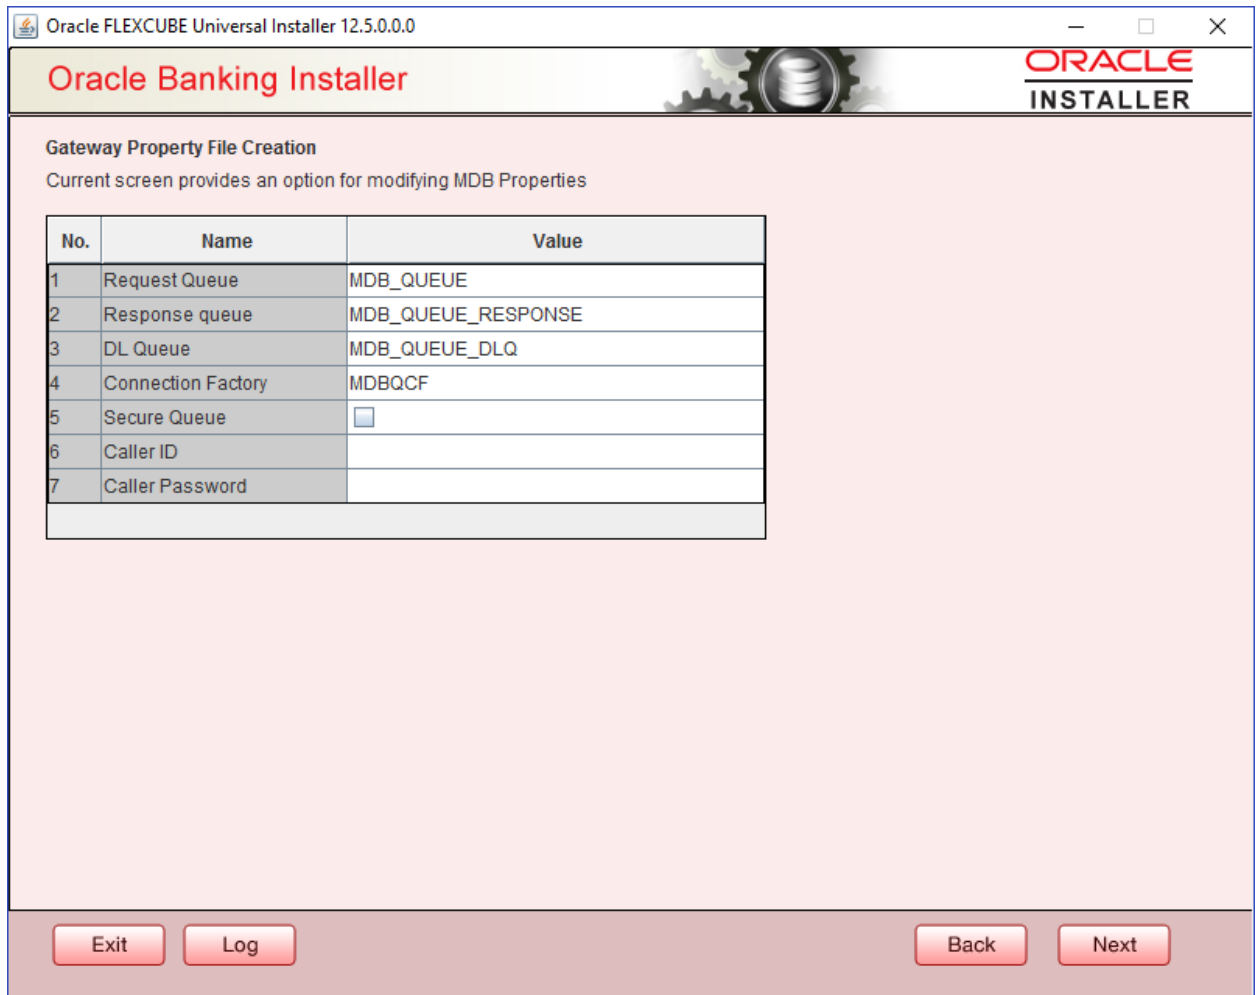 Oracle FLEXCUBE Universal Installer 12.5.0.0.0
Oracle Banking Installer
ORACLE
INSTALLER
Gateway Property File Creation
Current screen provides an option for modifying MDB Properties
No. Name Value
1 Request Queue MDB_QUEUE
2 Response queue MDB_QUEUE_RESPONSE
3 DL Queue MDB_QUEUE_DLQ
4 Connection Factory MDBQCF
5 Secure Queue
6 Caller ID
7 Caller Password
Exit Log Back Next